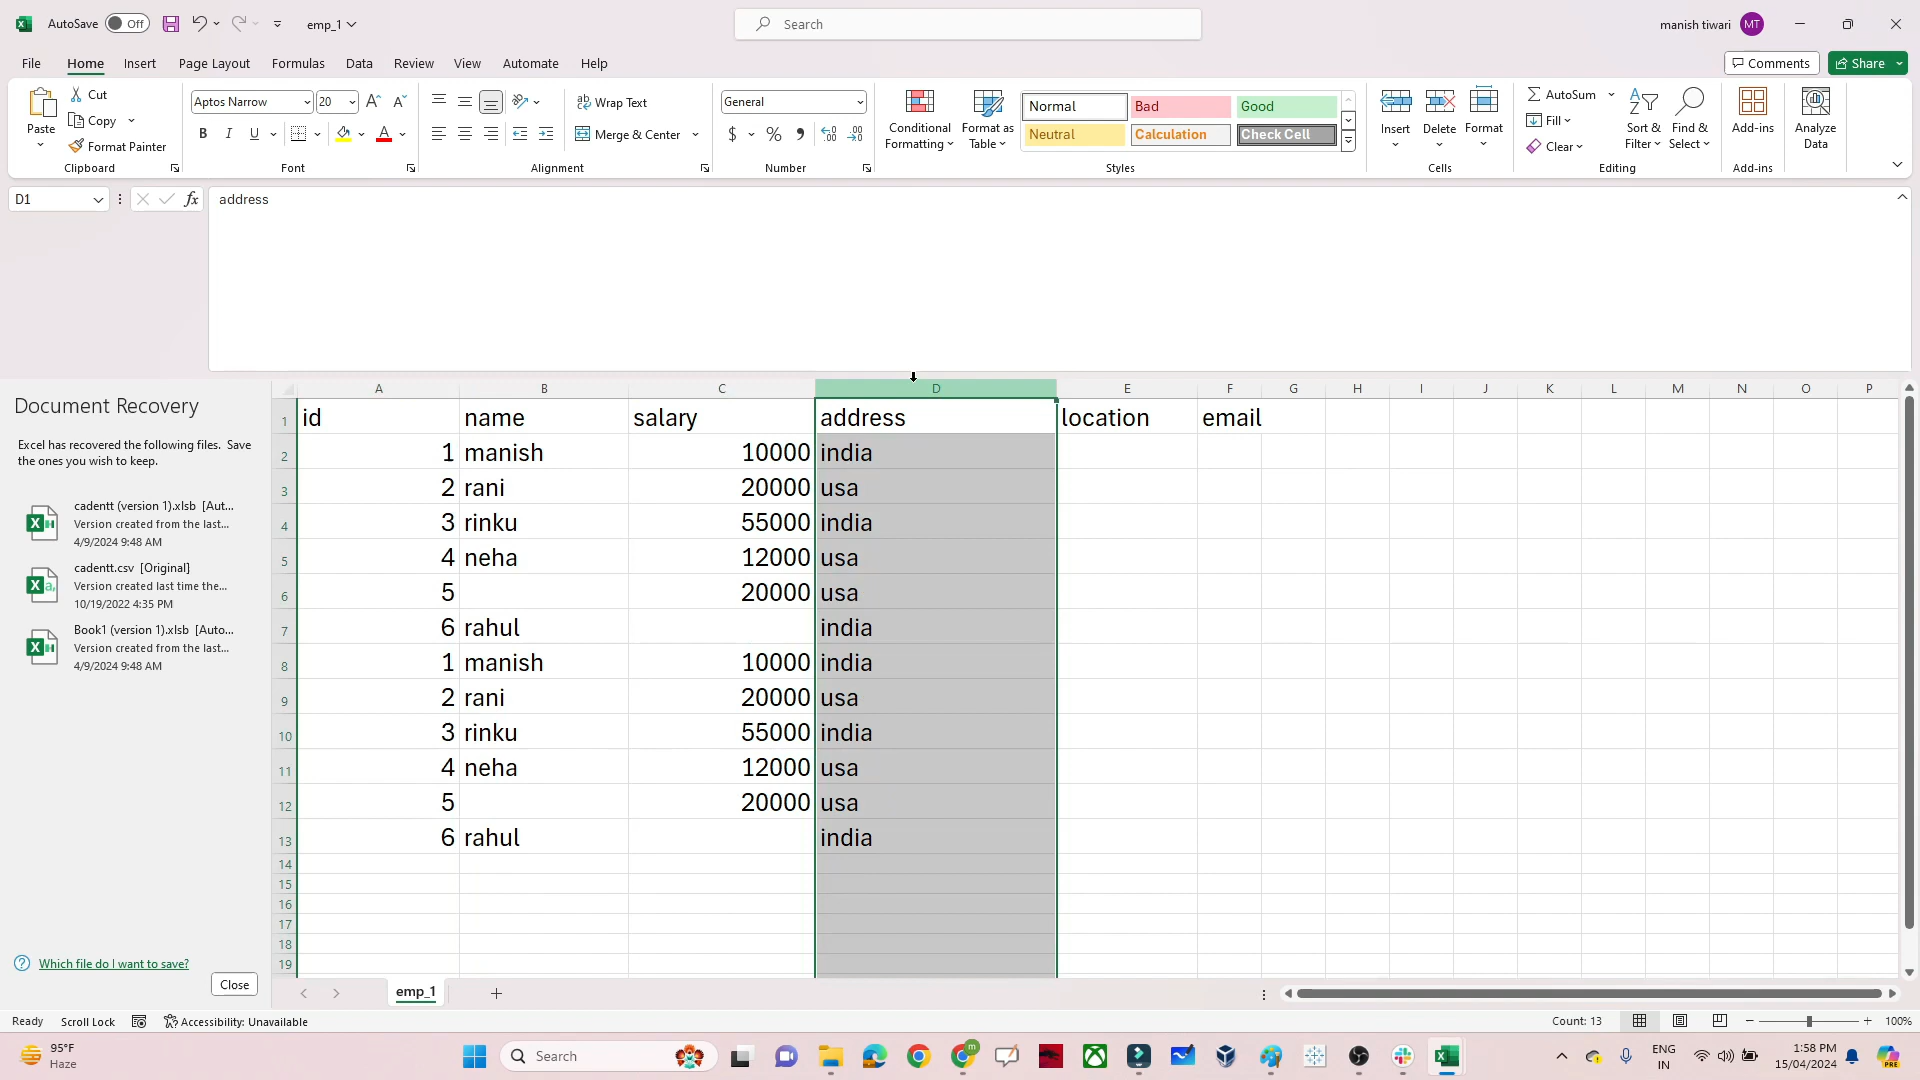 AutoSave Off emp_1 Search manish tiwari MT
File Home Insert Page Layout Formulas Data Review View Automate Help Comments Share
Paste Cut Copy Format Painter
Clipboard
Aptos Narrow 20
B I U
Font
Wrap Text
Merge & Center
Alignment
General
$ % ,
Number
Conditional Formatting
Format as Table
Normal Bad Good
Neutral Calculation Check Cell
Styles
Insert Delete Format
Cells
AutoSum
Fill
Clear
Sort & Filter
Find & Select
Editing
Add-ins
Add-ins
Analyze Data
D1 fx address
Document Recovery
Excel has recovered the following files. Save
the ones you wish to keep.
cadentt (version 1).xlsb [Aut...
Version created from the last...
4/9/2024 9:48 AM
cadentt.csv [Original]
Version created last time the...
10/19/2022 4:35 PM
Book1 (version 1).xlsb [Auto...
Version created from the last...
4/9/2024 9:48 AM
Which file do I want to save?
Close
A B C D E F G H I J K L M N O P
1 id name salary address location email
2 1 manish 10000 india
3 2 rani 20000 usa
4 3 rinku 55000 india
5 4 neha 12000 usa
6 5 20000 usa
7 6 rahul india
8 1 manish 10000 india
9 2 rani 20000 usa
10 3 rinku 55000 india
11 4 neha 12000 usa
12 5 20000 usa
13 6 rahul india
14
15
16
17
18
19
emp_1
Ready Scroll Lock Accessibility: Unavailable Count: 13 100%
95°F
Haze
Search
ENG
IN
1:58 PM
15/04/2024